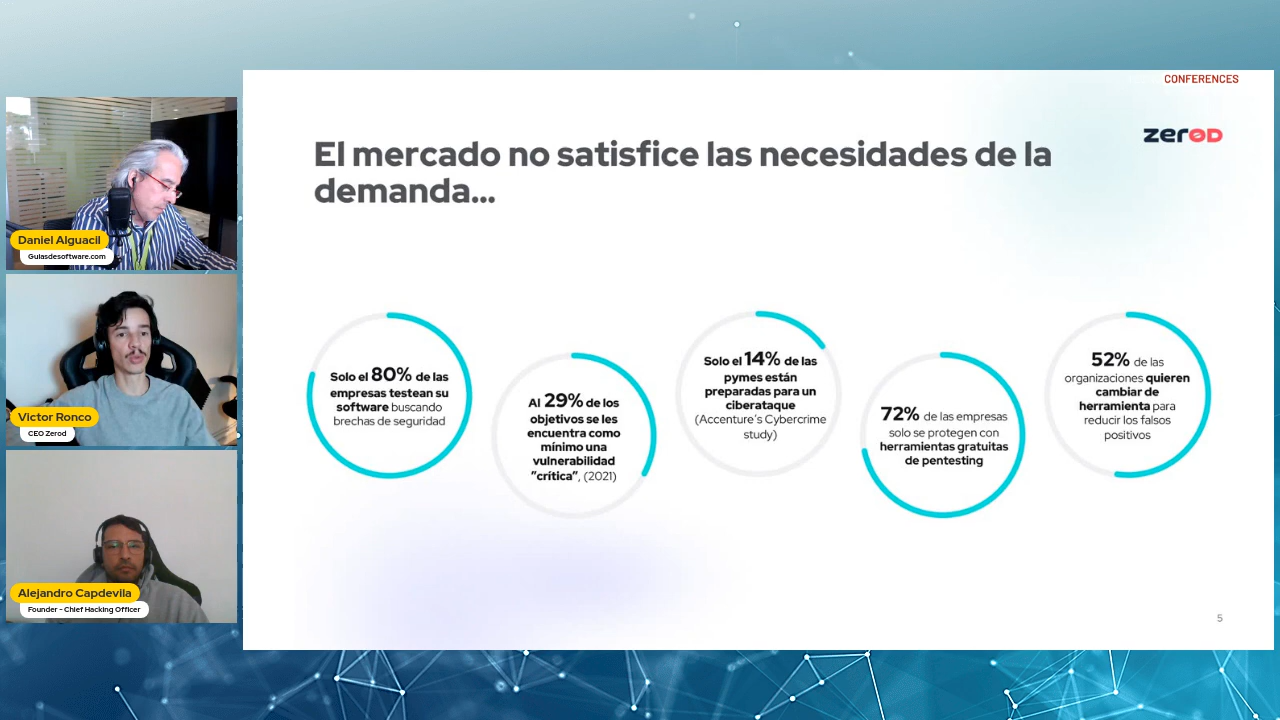 CONFERENCES
zerOD
El mercado no satisfice las necesidades de la
demanda...
Solo el 80% de las
empresas testean su
software buscando
brechas de seguridad
Al 29% de los
objetivos se les
encuentra como
mínimo una
vulnerabilidad
"crítica", (2021)
Solo el 14% de las
pymes están
preparadas para un
ciberataque
(Accenture's Cybercrime
study)
72% de las empresas
solo se protegen con
herramientas gratuitas
de pentesting
52% de las
organizaciones quieren
cambiar de
herramienta para
reducir los falsos
positivos
5
Daniel Aiguacil
Guiasdesoftware.com
Victor Ronco
CEO Zerod
Alejandro Capdevila
Founder - Chief Hacking Officer